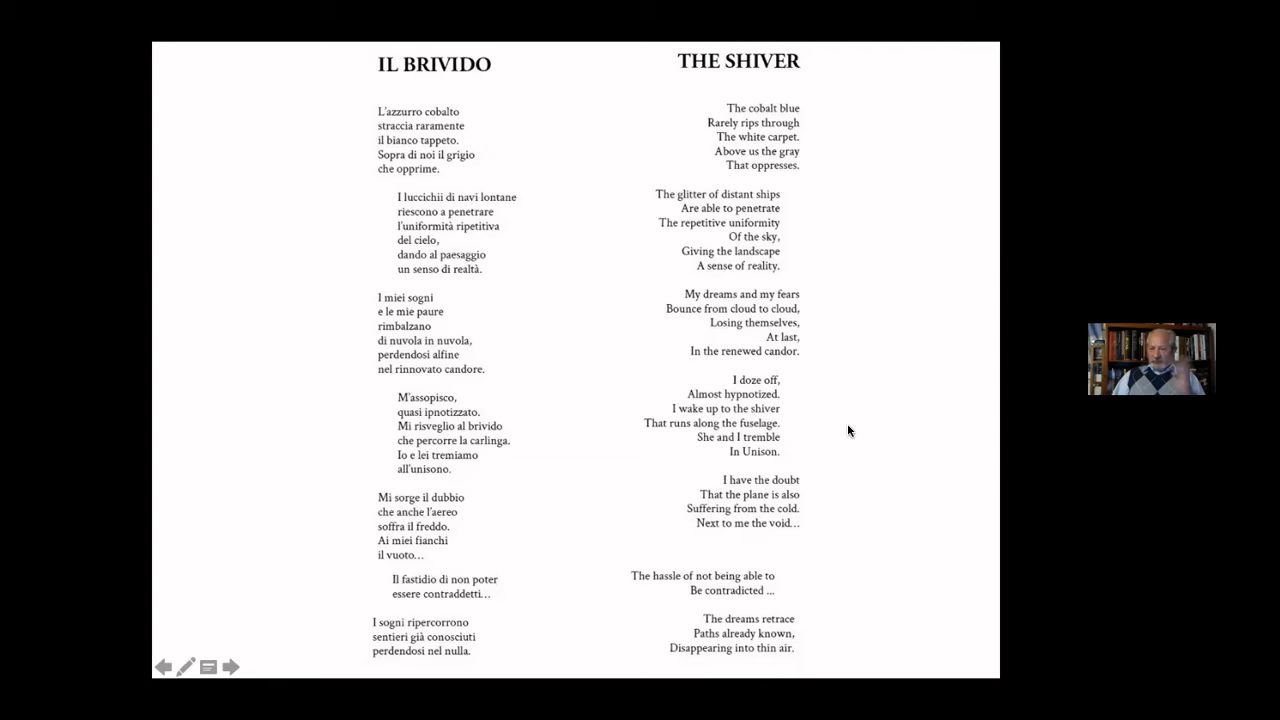 IL BRIVIDO
L'azzurro cobalto
straccia raramente
il bianco tappeto.
Sopra di noi il grigio
che opprime.
I luccichii di navi lontane
riescono a penetrare
l'uniformità ripetitiva
del cielo,
dando al paesaggio
un senso di realtà.
I miei sogni
e le mie paure
rimbalzano
di nuvola in nuvola,
perdendosi alfine
nel rinnovato candore.
M'assopisco,
quasi ipnotizzato.
Mi risveglio al brivido
che percorre la carlinga.
Io e lei tremiamo
all'unisono.
Mi sorge il dubbio
che anche l'aereo
soffra il freddo.
Ai miei fianchi
il vuoto...
Il fastidio di non poter
essere contraddetti...
I sogni ripercorrono
sentieri già conosciuti
perdendosi nel nulla.
THE SHIVER
The cobalt blue
Rarely rips through
The white carpet.
Above us the gray
That oppresses.
The glitter of distant ships
Are able to penetrate
The repetitive uniformity
Of the sky,
Giving the landscape
A sense of reality.
My dreams and my fears
Bounce from cloud to cloud,
Losing themselves,
At last,
In the renewed candor.
I doze off,
Almost hypnotized.
I wake up to the shiver
That runs along the fuselage.
She and I tremble
In Unison.
I have the doubt
That the plane is also
Suffering from the cold.
Next to me the void...
The hassle of not being able to
Be contradicted ...
The dreams retrace
Paths already known,
Disappearing into thin air.